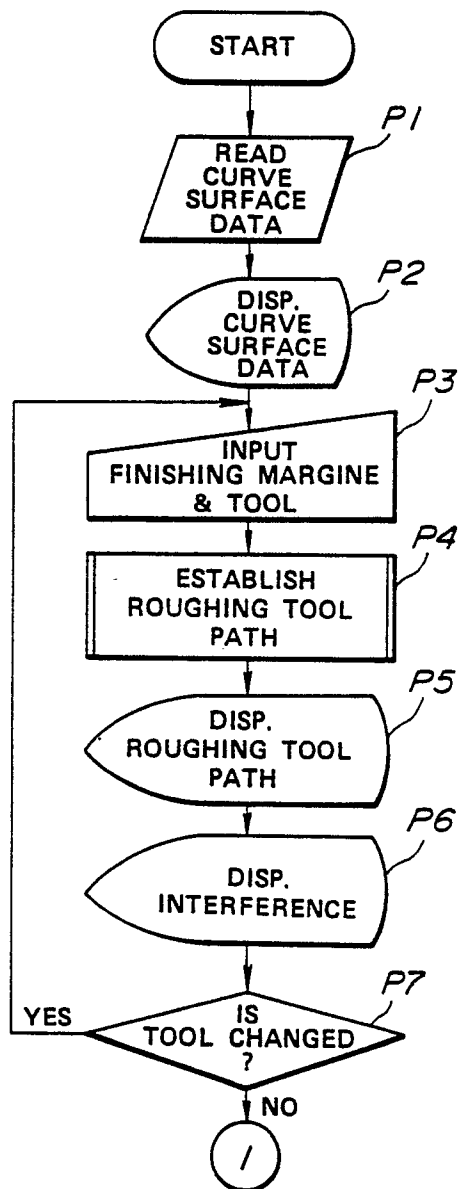 START
P1
READ
CURVE
SURFACE
DATA
P2
DISP.
CURVE
SURFACE
DATA
P3
INPUT
FINISHING MARGINE
& TOOL
P4
ESTABLISH
ROUGHING TOOL
PATH
P5
DISP.
ROUGHING TOOL
PATH
P6
DISP.
INTERFERENCE
P7
IS
YES
TOOL CHANGED
?
NO
1